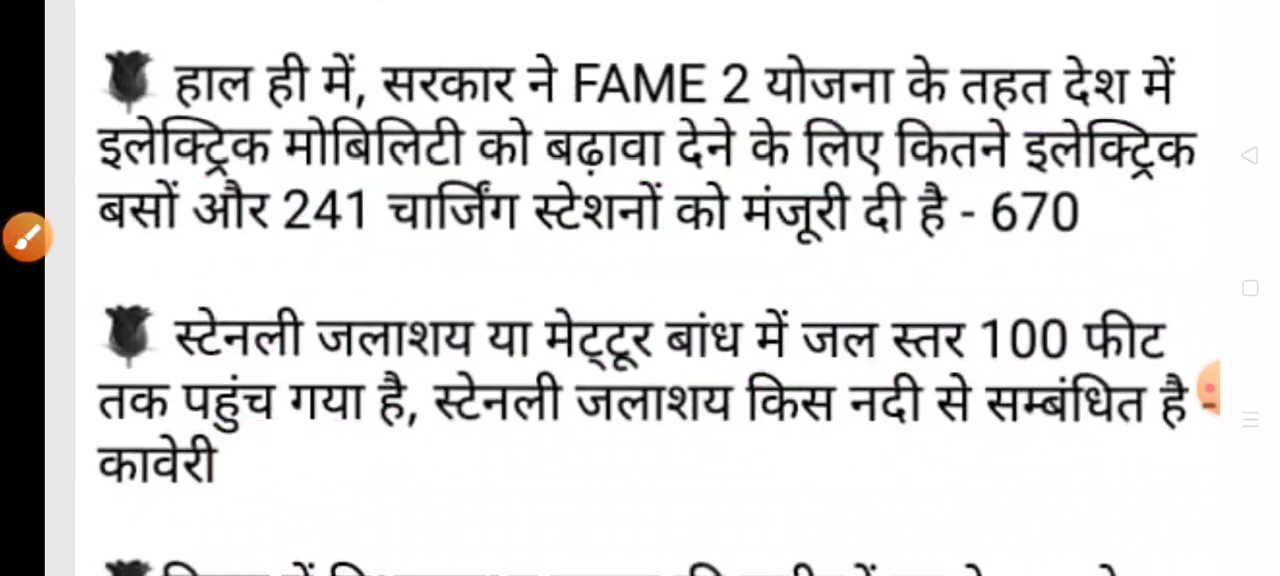 हाल ही में, सरकार ने FAME 2 योजना के तहत देश में
इलेक्ट्रिक मोबिलिटी को बढ़ावा देने के लिए कितने इलेक्ट्रिक
बसों और 241 चार्जिंग स्टेशनों को मंजूरी दी है - 670
स्टेनली जलाशय या मेट्टूर बांध में जल स्तर 100 फीट
तक पहुंच गया है, स्टेनली जलाशय किस नदी से सम्बंधित है -
कावेरी